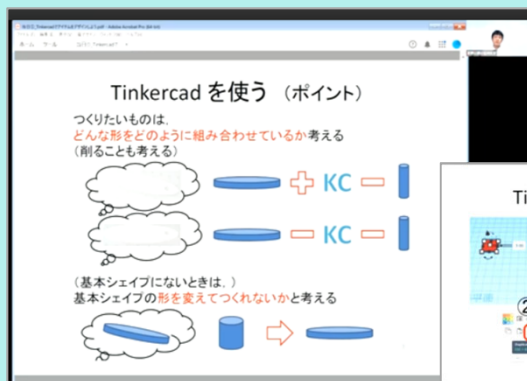 Tinkercad を使う （ポイント）
つくりたいものは．
どんな形をどのように組み合わせているか考える
（削ることも考える）
KC
KC
（基本シェイプにないときは．）
基本シェイプの形を変えてつくれないかと考える
Ti
②